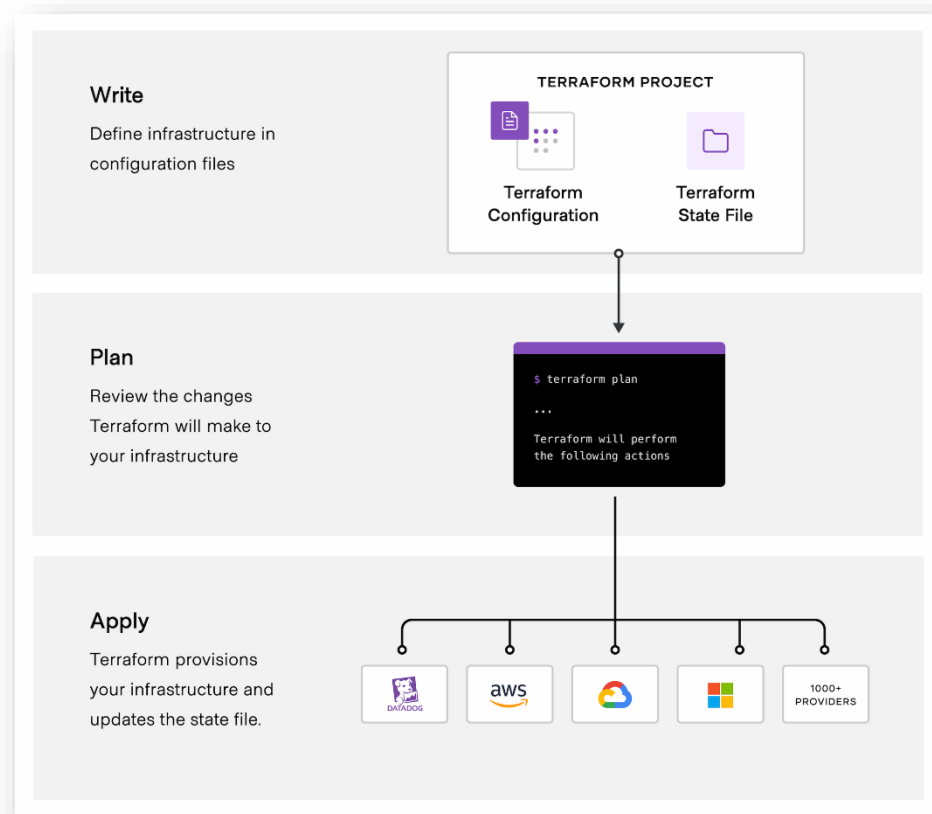 Write
Define infrastructure in
configuration files
TERRAFORM PROJECT
Terraform
Configuration
Terraform
State File
Plan
Review the changes
Terraform will make to
your infrastructure
$ terraform plan
...
Terraform will perform
the following actions
Apply
Terraform provisions
your infrastructure and
updates the state file.
DATADOG
aws
1000+
PROVIDERS